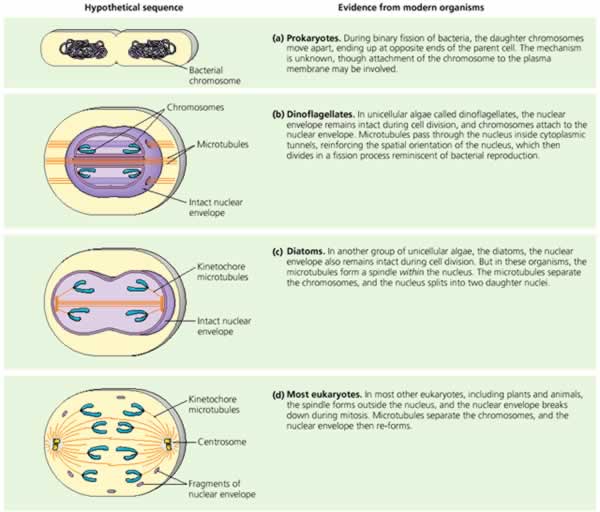 Hypothetical sequence
Evidence from modern organisms
Bacterial
chromosome
(a) Prokaryotes. During binary fission of bacteria, the daughter chromosomes
move apart, ending up at opposite ends of the parent cell. The mechanism
is unknown, though attachment of the chromosome to the plasma
membrane may be involved.
Chromosomes
Microtubules
Intact nuclear
envelope
(b) Dinoflagellates. In unicellular algae called dinoflagellates, the nuclear
envelope remains intact during cell division, and chromosomes attach to the
nuclear envelope. Microtubules pass through the nucleus inside cytoplasmic
tunnels, reinforcing the spatial orientation of the nucleus, which then
divides in a fission process reminiscent of bacterial reproduction.
Kinetochore
microtubules
Intact nuclear
envelope
(c) Diatoms. In another group of unicellular algae, the diatoms, the nuclear
envelope also remains intact during cell division. But in these organisms, the
microtubules form a spindle within the nucleus. The microtubules separate
the chromosomes, and the nucleus splits into two daughter nuclei.
Kinetochore
microtubules
Centrosome
Fragments of
nuclear envelope
(d) Most eukaryotes. In most other eukaryotes, including plants and animals,
the spindle forms outside the nucleus, and the nuclear envelope breaks
down during mitosis. Microtubules separate the chromosomes, and the
nuclear envelope then re-forms.